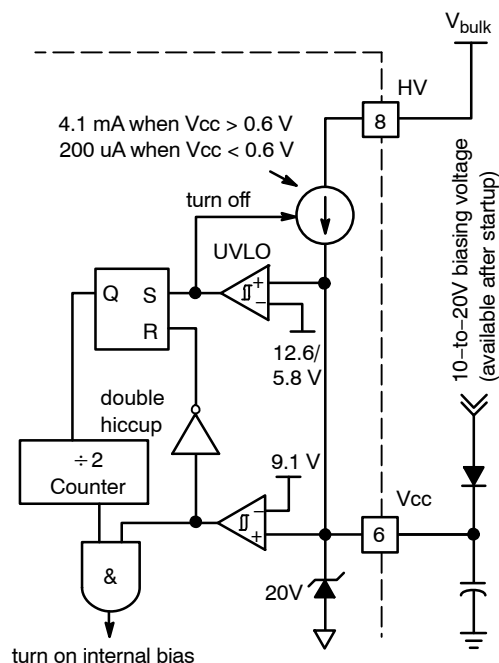 V_bulk
HV
8
4.1 mA when Vcc > 0.6 V
200 uA when Vcc < 0.6 V
turn off
UVLO
+
−
Q
S
R
12.6/
5.8 V
10−to−20V biasing voltage
(available after startup)
double
hiccup
÷2
Counter
9.1 V
−
+
Vcc
6
&
20V
turn on internal bias